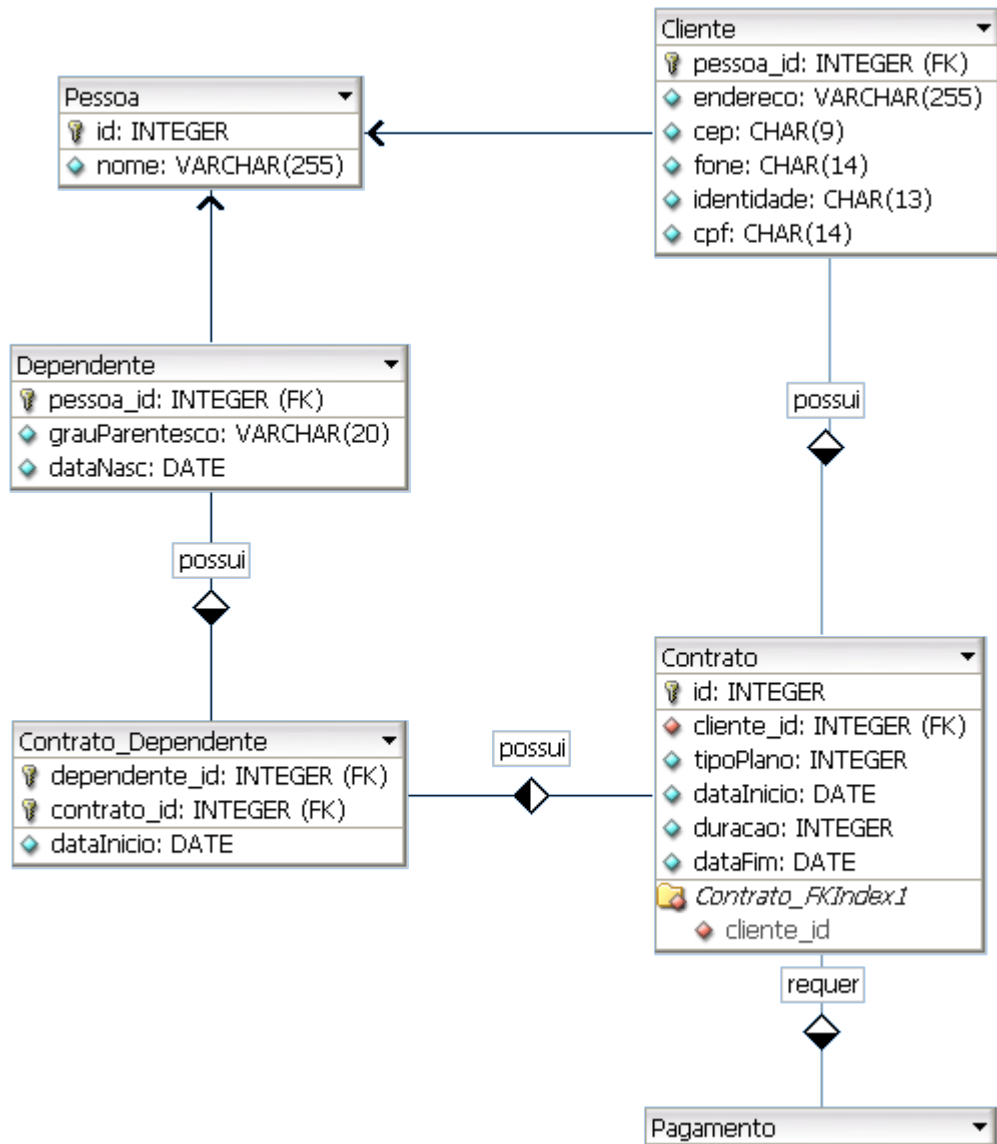 Pessoa
id: INTEGER
nome: VARCHAR(255)
Cliente
pessoa_id: INTEGER (FK)
endereco: VARCHAR(255)
cep: CHAR(9)
fone: CHAR(14)
identidade: CHAR(13)
cpf: CHAR(14)
Dependente
pessoa_id: INTEGER (FK)
grauParentesco: VARCHAR(20)
dataNasc: DATE
possui
possui
Contrato_Dependente
dependente_id: INTEGER (FK)
contrato_id: INTEGER (FK)
dataInicio: DATE
possui
Contrato
id: INTEGER
cliente_id: INTEGER (FK)
tipoPlano: INTEGER
dataInicio: DATE
duracao: INTEGER
dataFim: DATE
Contrato_FKIndex1
cliente_id
requer
Pagamento